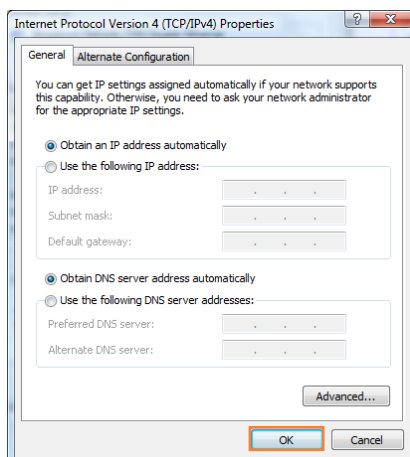 Internet Protocol Version 4 (TCP/IPv4) Properties
General
Alternate Configuration
You can get IP settings assigned automatically if your network supports
this capability. Otherwise, you need to ask your network administrator
for the appropriate IP settings.
Obtain an IP address automatically
Use the following IP address:
IP address:
Subnet mask:
Default gateway:
Obtain DNS server address automatically
Use the following DNS server addresses:
Preferred DNS server:
Alternate DNS server:
Advanced...
OK
Cancel